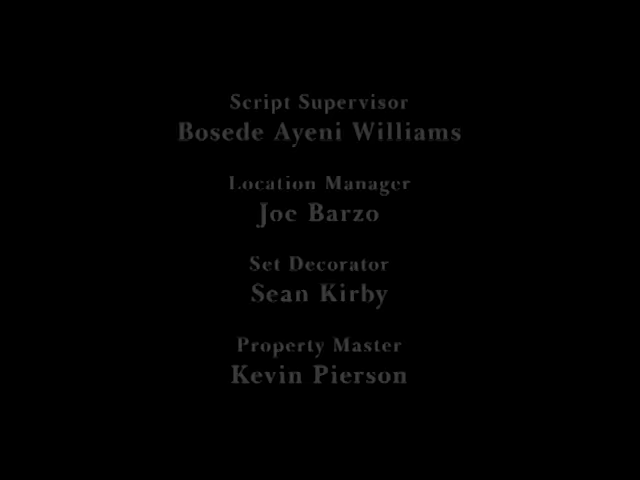 Script Supervisor
Bosede Ayeni Williams
Location Manager
Joe Barzo
Set Decorator
Sean Kirby
Property Master
Kevin Pierson